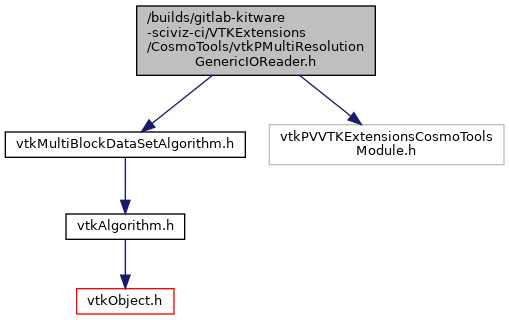 /builds/gitlab-kitware
-sciviz-ci/VTKExtensions
/CosmoTools/vtkPMultiResolution
GenericIOReader.h
vtkMultiBlockDataSetAlgorithm.h
vtkPVVTKExtensionsCosmoTools
Module.h
vtkAlgorithm.h
vtkObject.h